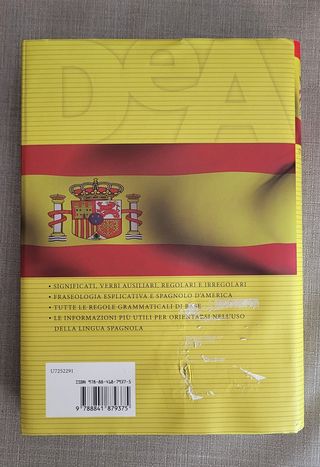 DeA
• SIGNIFICATI, VERBI AUSILIARI, REGOLARI E IRREGOLARI
• FRASEOLOGIA ESPLICATIVA E SPAGNOLO D'AMERICA
• TUTTE LE REGOLE GRAMMATICALI DI BASE
• LE INFORMAZIONI PIÙ UTILI PER ORIENTARSI NELL'USO
DELLA LINGUA SPAGNOLA
U7252291
ISBN 978-88-418-7937-5
9 788841 879375